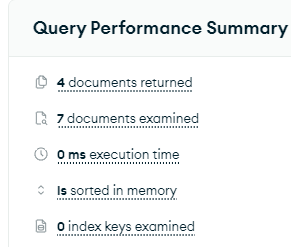 Query Performance Summary
4 documents returned
7 documents examined
0 ms execution time
Is sorted in memory
0 index keys examined